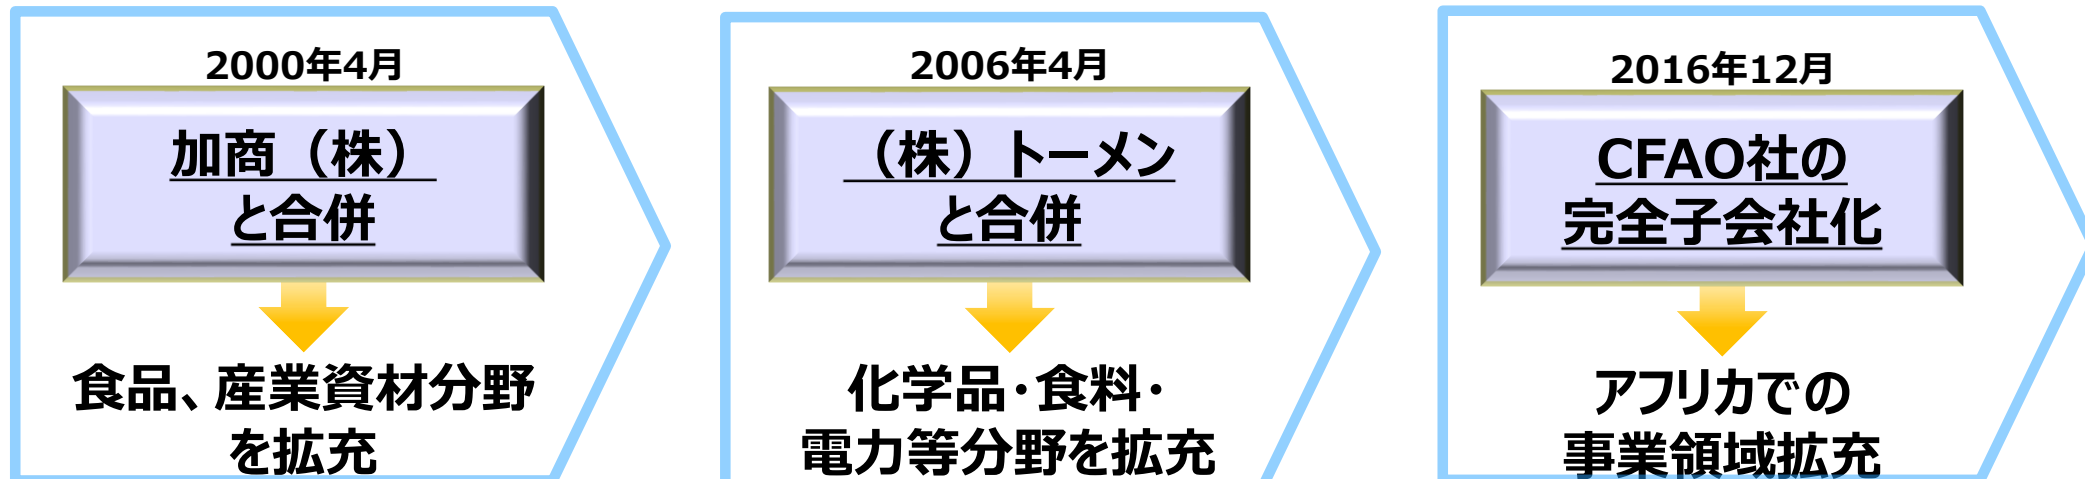 2000年4月
加商（株）
と合併
食品、産業資材分野
を拡充
2006年4月
（株）トーメン
と合併
化学品・食料・
電力等分野を拡充
2016年12月
CFAO社の
完全子会社化
アフリカでの
事業領域拡充